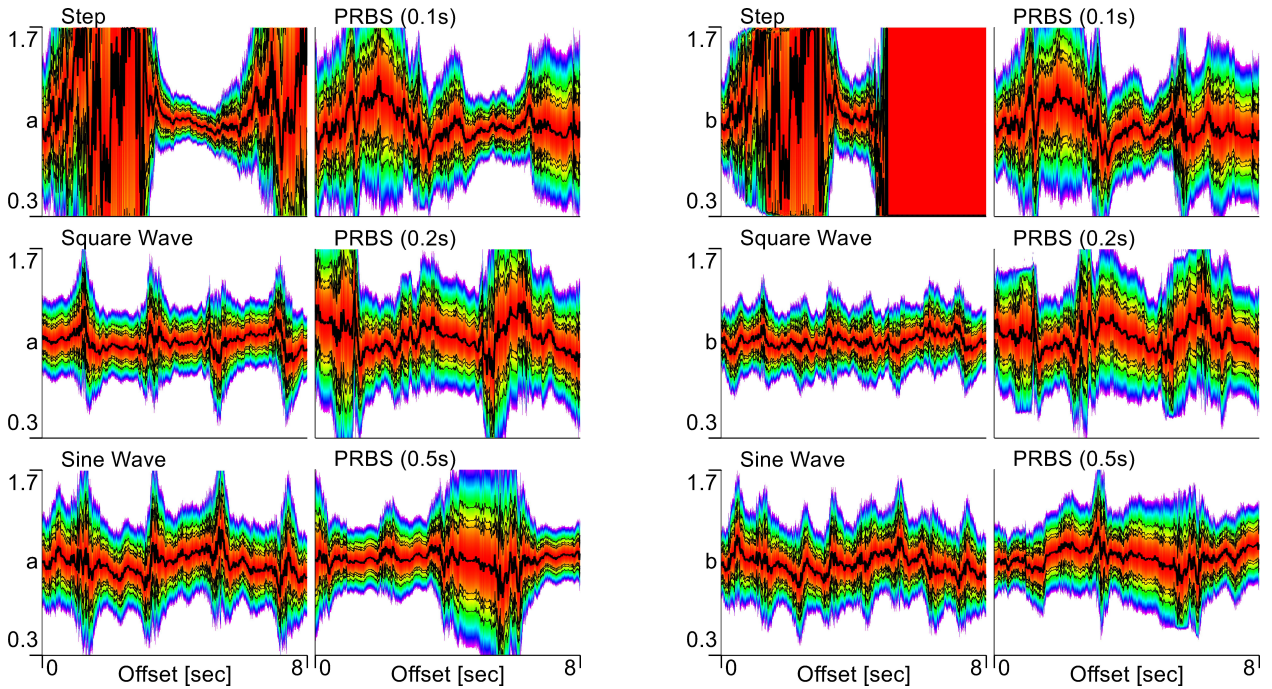 Step PRBS (0.1s) Step PRBS (0.1s)
1.7 1.7
a b
0.3 0.3
Square Wave PRBS (0.2s) Square Wave PRBS (0.2s)
1.7 1.7
a b
0.3 0.3
Sine Wave PRBS (0.5s) Sine Wave PRBS (0.5s)
1.7 1.7
a b
0.3 0.3
0 8 0 8 0 8 0 8
Offset [sec] Offset [sec] Offset [sec] Offset [sec]